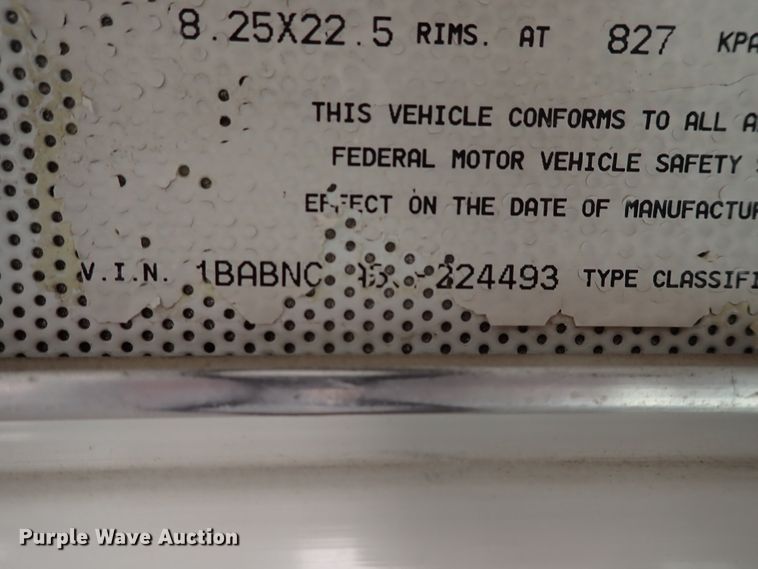 8.25X22.5 RIMS. AT 827 KPA
THIS VEHICLE CONFORMS TO ALL A
FEDERAL MOTOR VEHICLE SAFETY
EFFECT ON THE DATE OF MANUFACTUR
V.I.N. 1BABNC 224493 TYPE CLASSIFI
Purple Wave Auction